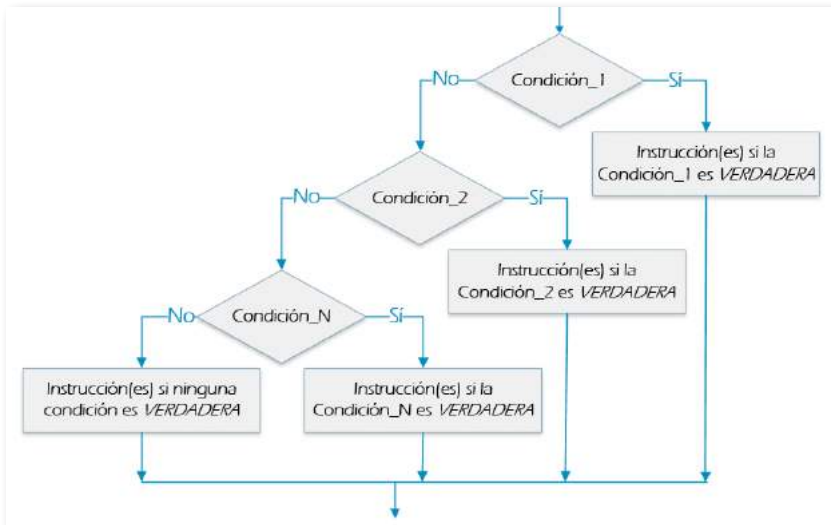 Condición_1
No
Sí
Instrucción(es) si la
Condición_1 es VERDADERA
Condición_2
No
Sí
Instrucción(es) si la
Condición_2 es VERDADERA
Condición_N
No
Sí
Instrucción(es) si ninguna
condición es VERDADERA
Instrucción(es) si la
Condición_N es VERDADERA